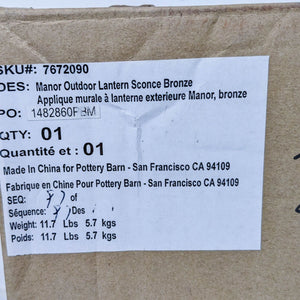 SKU#: 7672090
DES: Manor Outdoor Lantern Sconce Bronze
Applique murale à lanterne exterieure Manor, bronze
PO: 1482860PBM
QTY: 01
Quantité et : 01
Made In China for Pottery Barn - San Francisco CA 94109
Fabrique en Chine Pour Pottery Barn - San Francisco CA 94109
SEQ: of
Séquence: Des
Weight: 11.7 Lbs 5.7 kgs
Poids: 11.7 Lbs 5.7 kgs